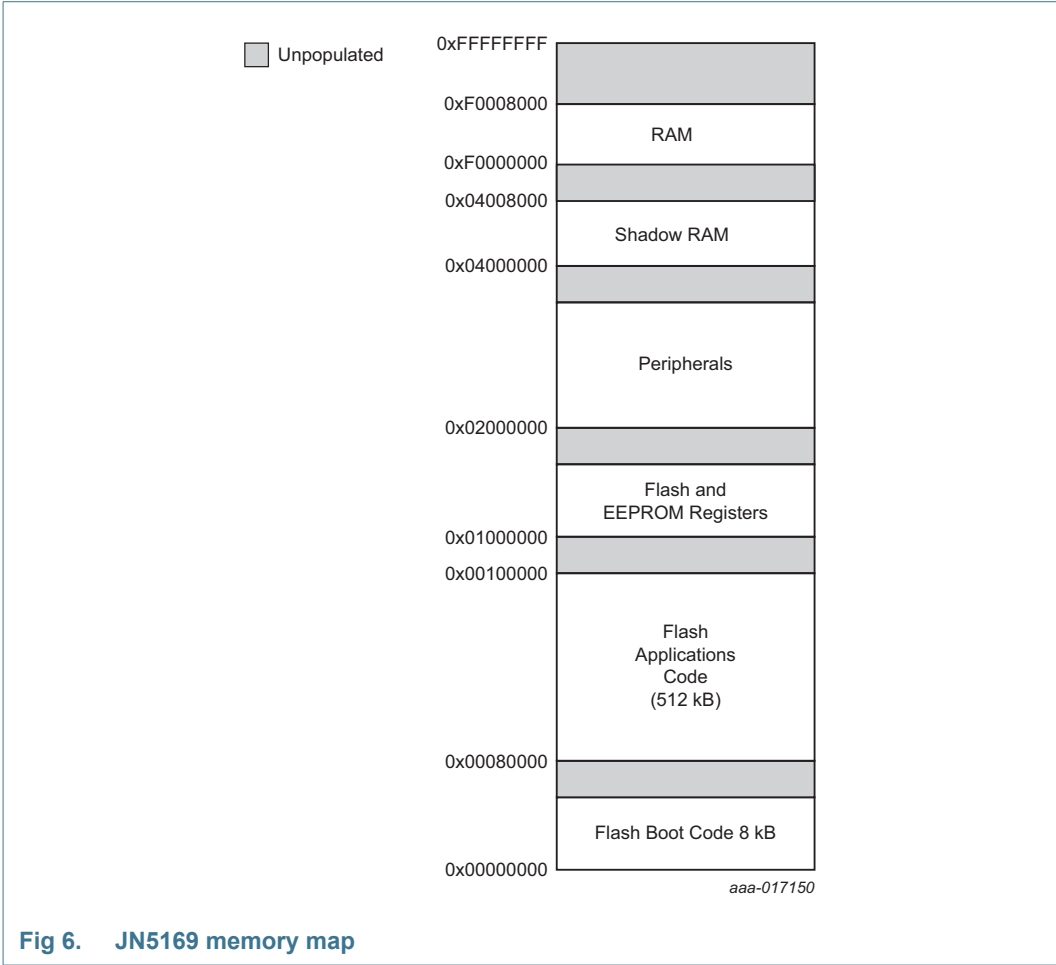 Unpopulated
0xFFFFFFFF
0xF0008000
RAM
0xF0000000
0x04008000
Shadow RAM
0x04000000
Peripherals
0x02000000
Flash and
EEPROM Registers
0x01000000
0x00100000
Flash
Applications
Code
(512 kB)
0x00080000
Flash Boot Code 8 kB
0x00000000
aaa-017150
Fig 6. JN5169 memory map